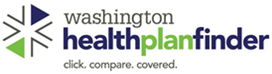 washington
healthplanfinder
click. compare. covered.